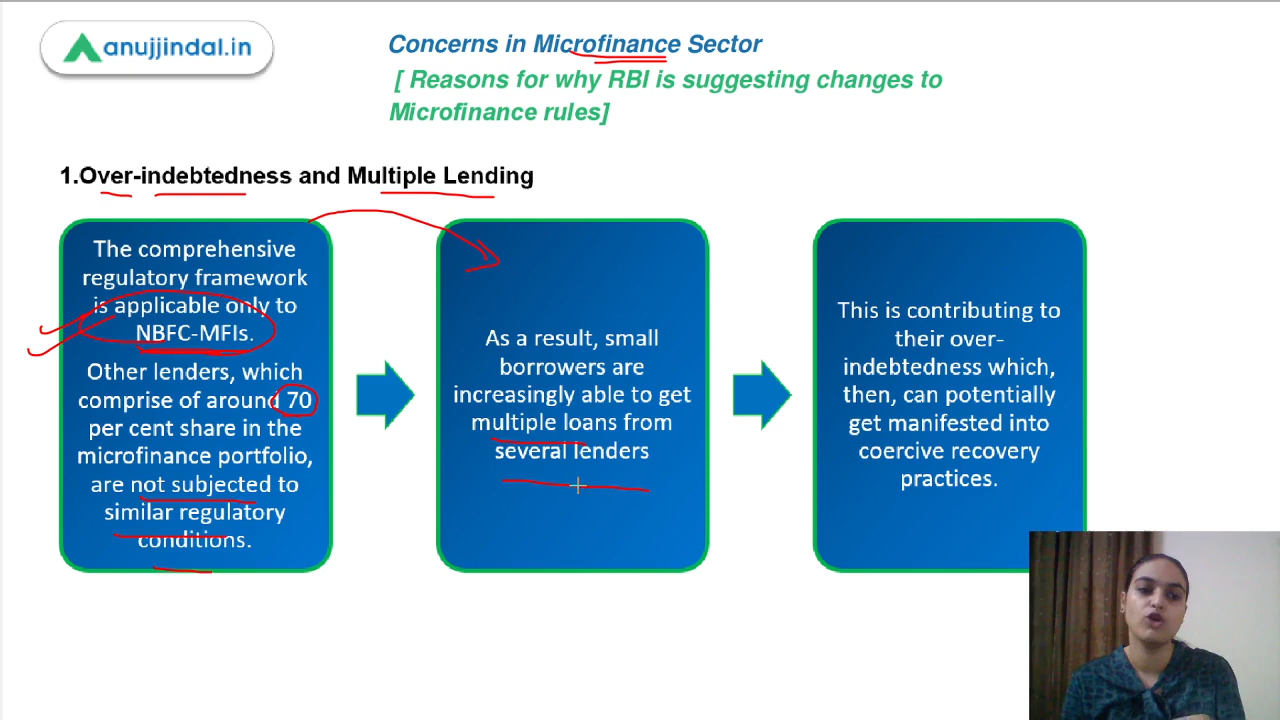 anujjindal.in
Concerns in Microfinance Sector
[ Reasons for why RBI is suggesting changes to
Microfinance rules]
1.Over-indebtedness and Multiple Lending
The comprehensive
regulatory framework
is applicable only to
NBFC-MFIs.
Other lenders, which
comprise of around 70
per cent share in the
microfinance portfolio,
are not subjected to
similar regulatory
conditions.
As a result, small
borrowers are
increasingly able to get
multiple loans from
several lenders
This is contributing to
their over-
indebtedness which,
then, can potentially
get manifested into
coercive recovery
practices.